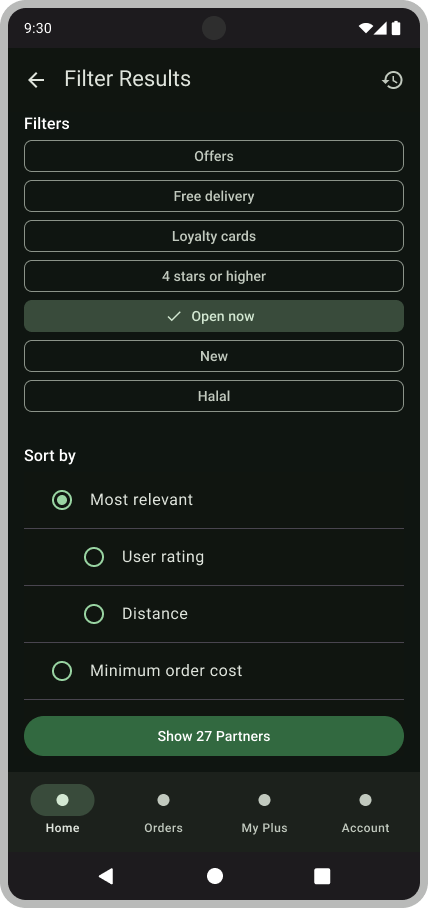 9:30
Filter Results
Filters
Offers
Free delivery
Loyalty cards
4 stars or higher
Open now
New
Halal
Sort by
Most relevant
User rating
Distance
Minimum order cost
Show 27 Partners
Home Orders My Plus Account